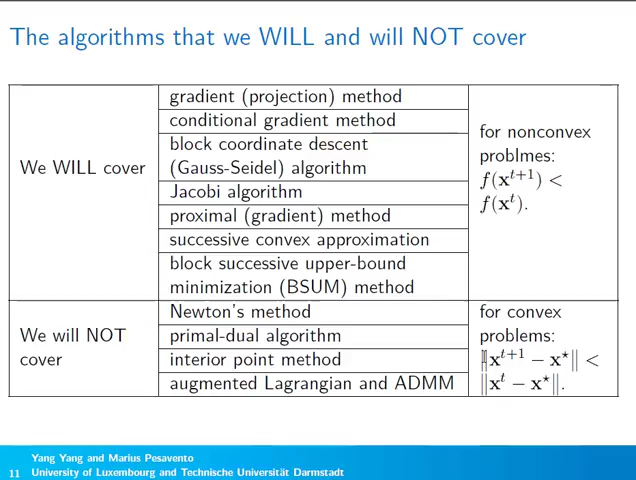 The algorithms that we WILL and will NOT cover
We WILL cover
gradient (projection) method
conditional gradient method
block coordinate descent
(Gauss-Seidel) algorithm
Jacobi algorithm
proximal (gradient) method
successive convex approximation
block successive upper-bound
minimization (BSUM) method
for nonconvex
problmes:
f(x^{t+1}) <
f(x^t).
We will NOT
cover
Newton's method
primal-dual algorithm
interior point method
augmented Lagrangian and ADMM
for convex
problems:
‖x^{t+1} − x^⋆‖ <
‖x^t − x^⋆‖.
Yang Yang and Marius Pesavento
11 University of Luxembourg and Technische Universität Darmstadt